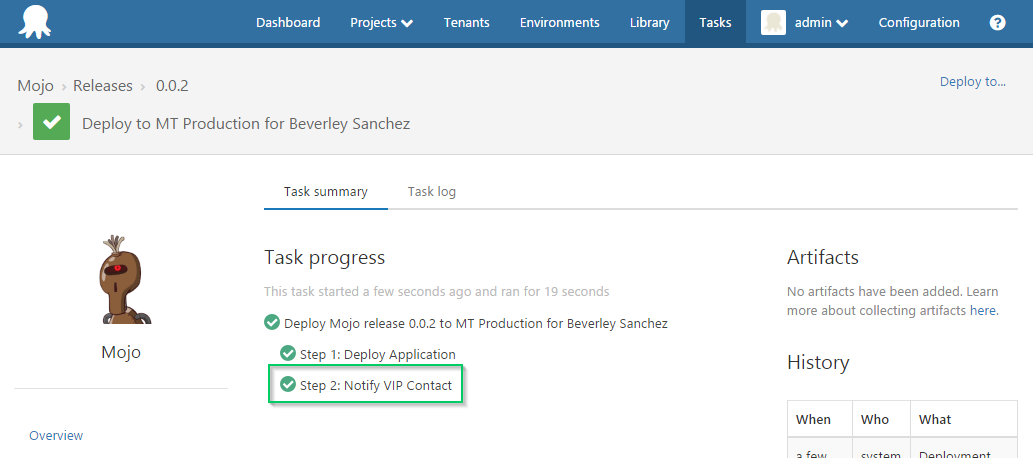 Dashboard Projects Tenants Environments Library Tasks admin Configuration ?
Mojo › Releases › 0.0.2
Deploy to...
› Deploy to MT Production for Beverley Sanchez
Task summary Task log
Mojo
Overview
Task progress
This task started a few seconds ago and ran for 19 seconds
Deploy Mojo release 0.0.2 to MT Production for Beverley Sanchez
Step 1: Deploy Application
Step 2: Notify VIP Contact
Artifacts
No artifacts have been added. Learn
more about collecting artifacts here.
History
When Who What
a few system Deployment